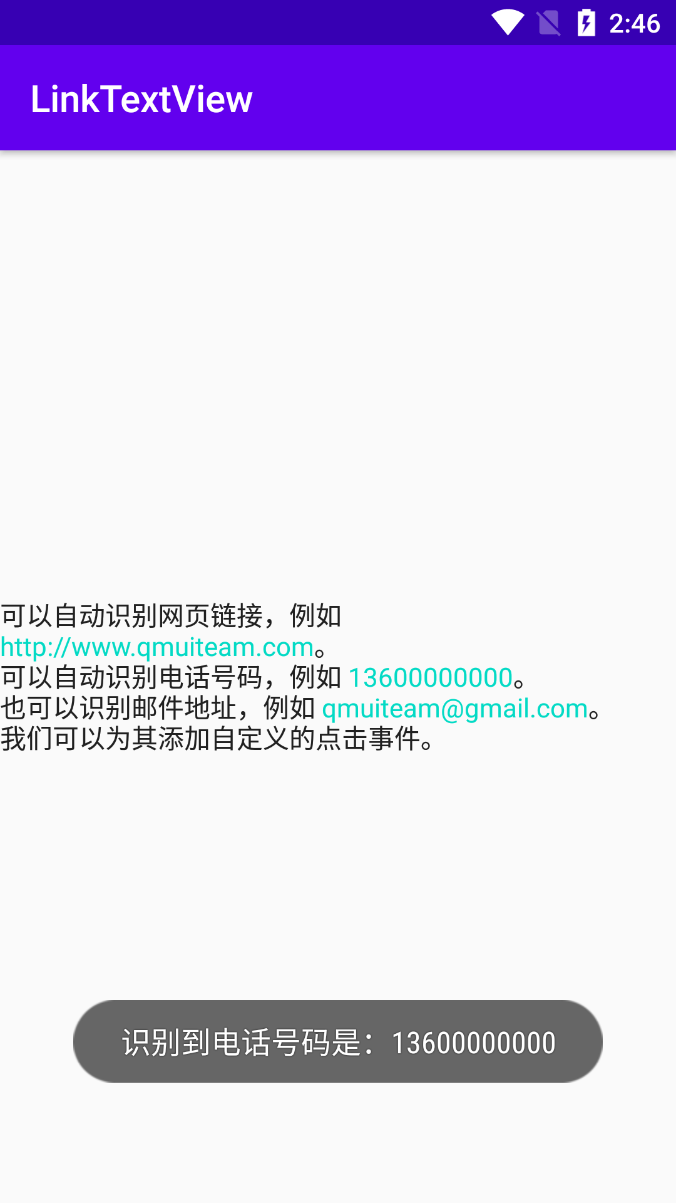 2:46
LinkTextView
可以自动识别网页链接，例如
http://www.qmuiteam.com。
可以自动识别电话号码，例如 13600000000。
也可以识别邮件地址，例如 qmuiteam@gmail.com。
我们可以为其添加自定义的点击事件。
识别到电话号码是：13600000000